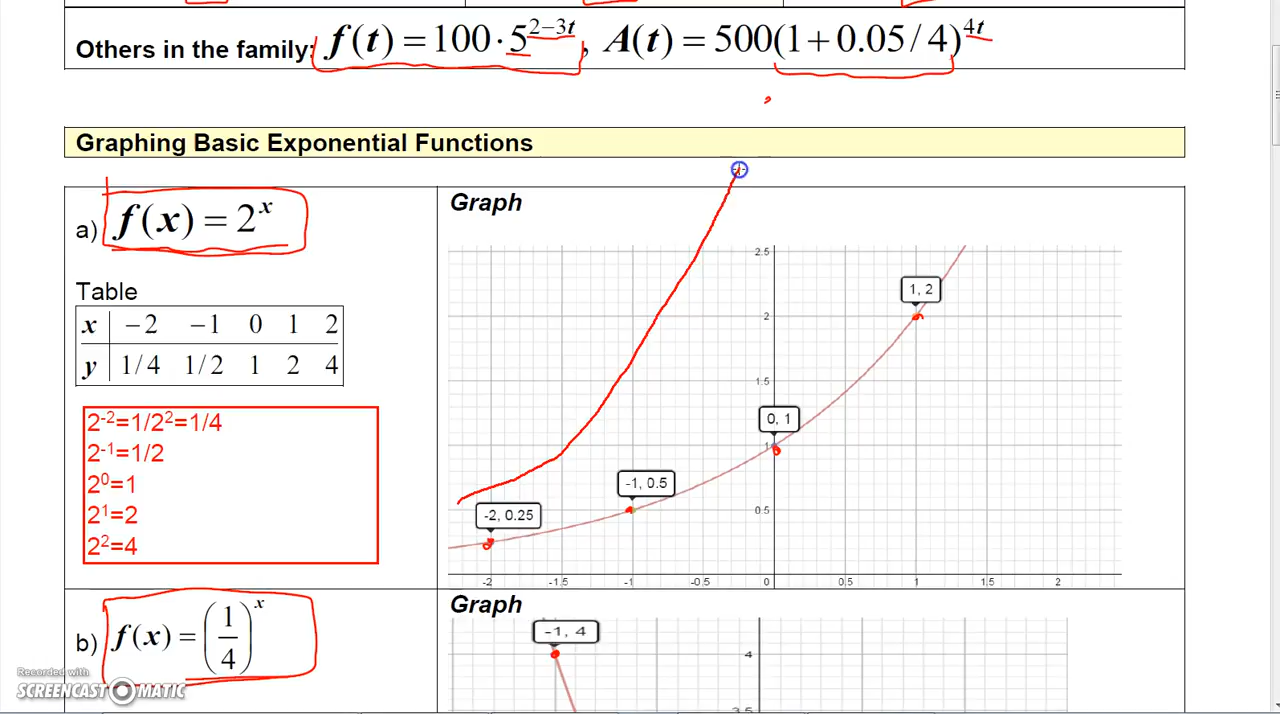 Others in the family: f(t) = 100 · 5^{2−3t}, A(t) = 500(1 + 0.05 / 4)^{4t}
Graphing Basic Exponential Functions
a) f(x) = 2^x
Graph
Table
x −2 −1 0 1 2
y 1/4 1/2 1 2 4
2^{-2}=1/2^2=1/4
2^{-1}=1/2
2^0=1
2^1=2
2^2=4
2.5
1, 2
2
1.5
0, 1
1
-1, 0.5
-2, 0.25
0.5
-2 -1.5 -1 -0.5 0 0.5 1 1.5 2
b) f(x) = (1/4)^x
Graph
-1, 4
4
3.5
Recorded with
SCREENCAST-O-MATIC